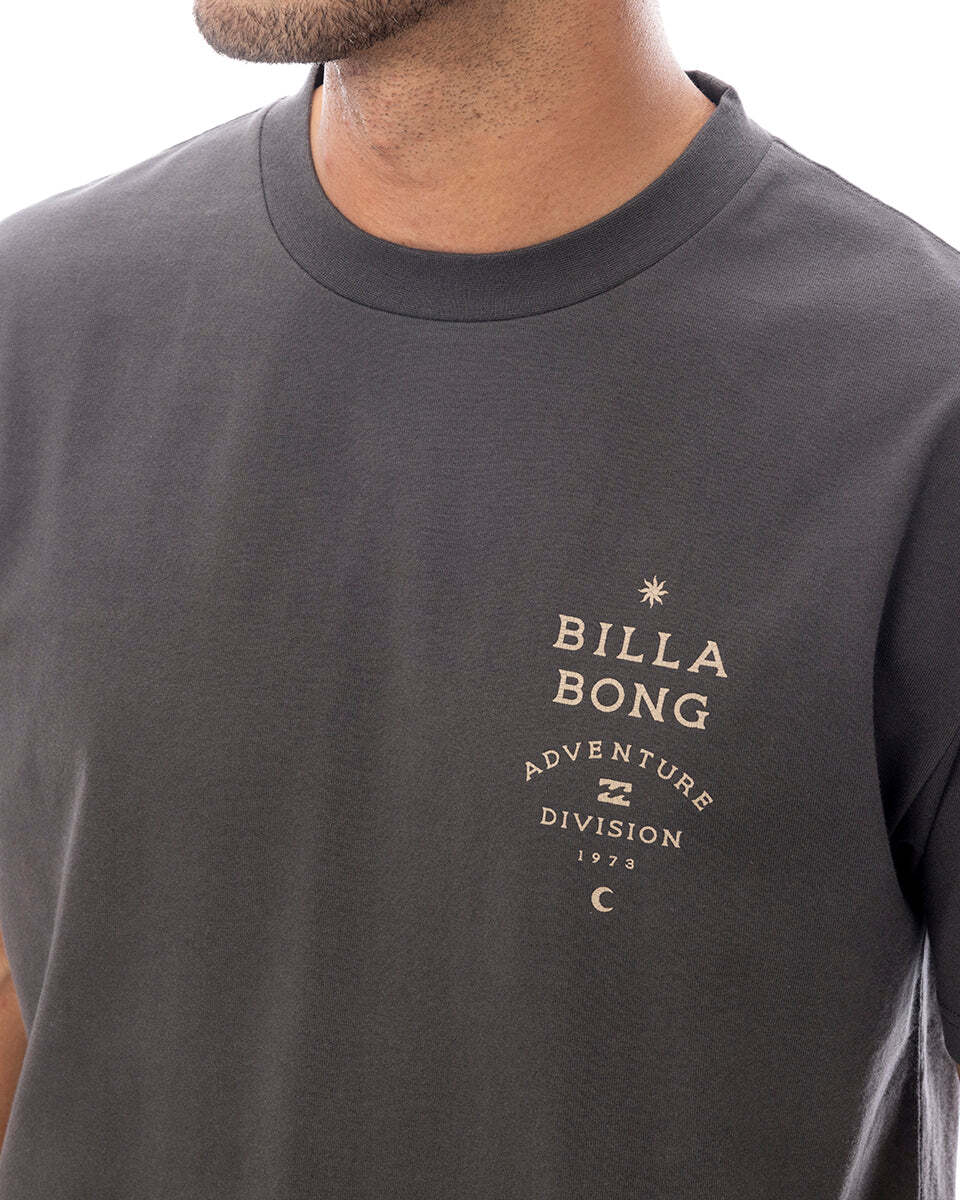 BILLA
BONG
ADVENTURE
DIVISION
1973